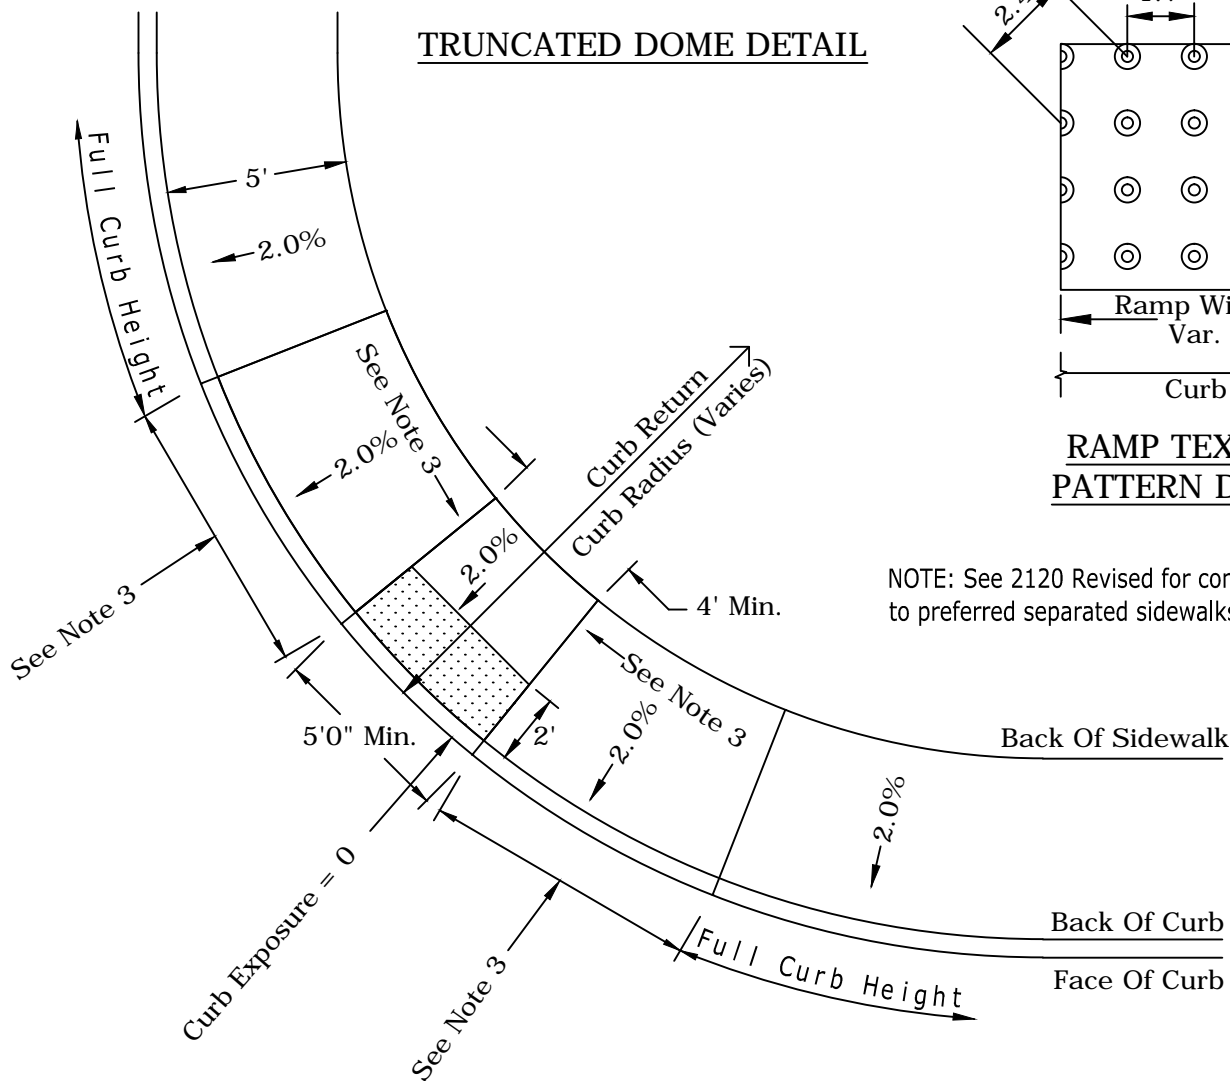 TRUNCATED DOME DETAIL
5'
2.0%
Full Curb Height
See Note 3
2.0%
See Note 3
Curb Return
Curb Radius (Varies)
2.0%
4' Min.
5'0" Min.
2'
See Note 3
2.0%
2.0%
Curb Exposure = 0
See Note 3
Full Curb Height
Back Of Sidewalk
Back Of Curb
Face Of Curb
Ramp
Var.
Curb
RAMP
PATTERN
NOTE: See 2120 Revised for
to preferred separated sidewalks